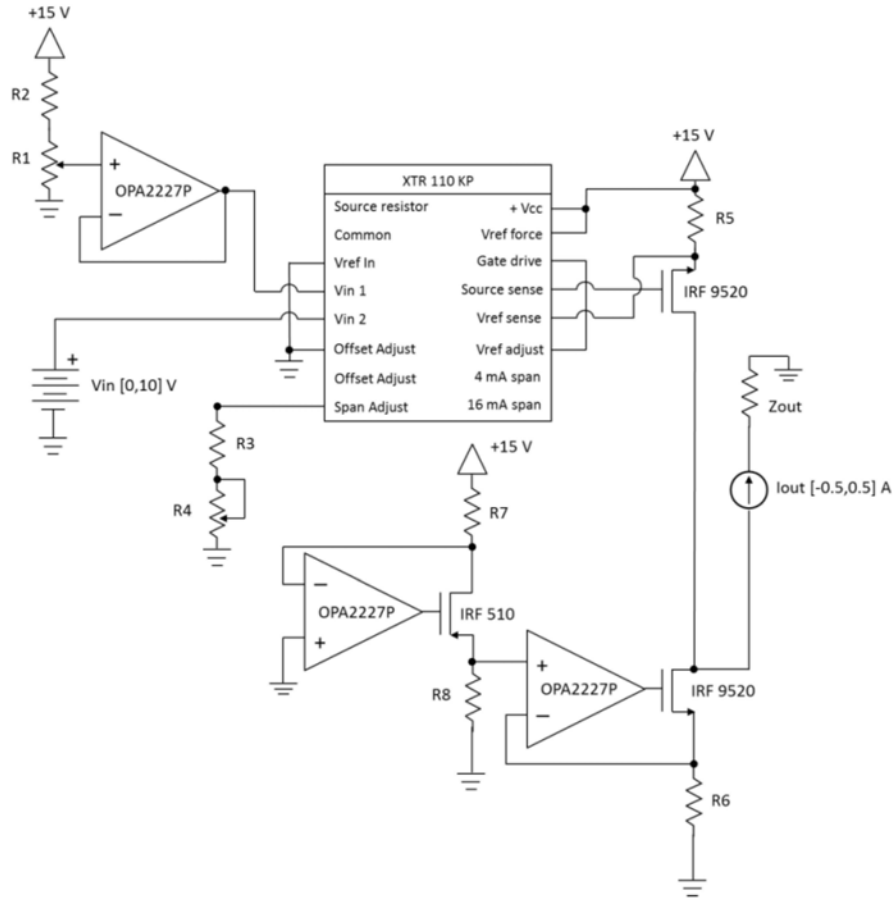 +15 V
R2
R1
+
−
OPA2227P
XTR 110 KP
Source resistor
Common
Vref In
Vin 1
Vin 2
Offset Adjust
Offset Adjust
Span Adjust
+ Vcc
Vref force
Gate drive
Source sense
Vref sense
Vref adjust
4 mA span
16 mA span
+15 V
R5
IRF 9520
+
Vin [0,10] V
R3
R4
Zout
Iout [-0.5,0.5] A
+15 V
R7
−
+
OPA2227P
IRF 510
R8
+
−
OPA2227P
IRF 9520
R6